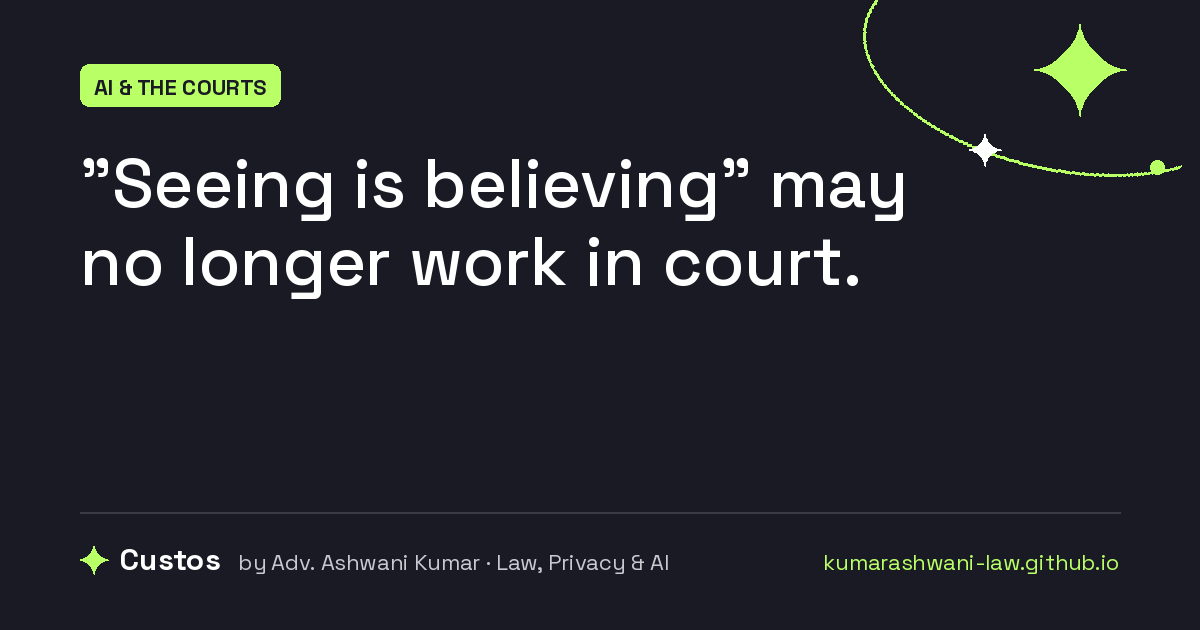 AI & THE COURTS
”Seeing is believing” may
no longer work in court.
Custos by Adv. Ashwani Kumar · Law, Privacy & AI
kumarashwani-law.github.io